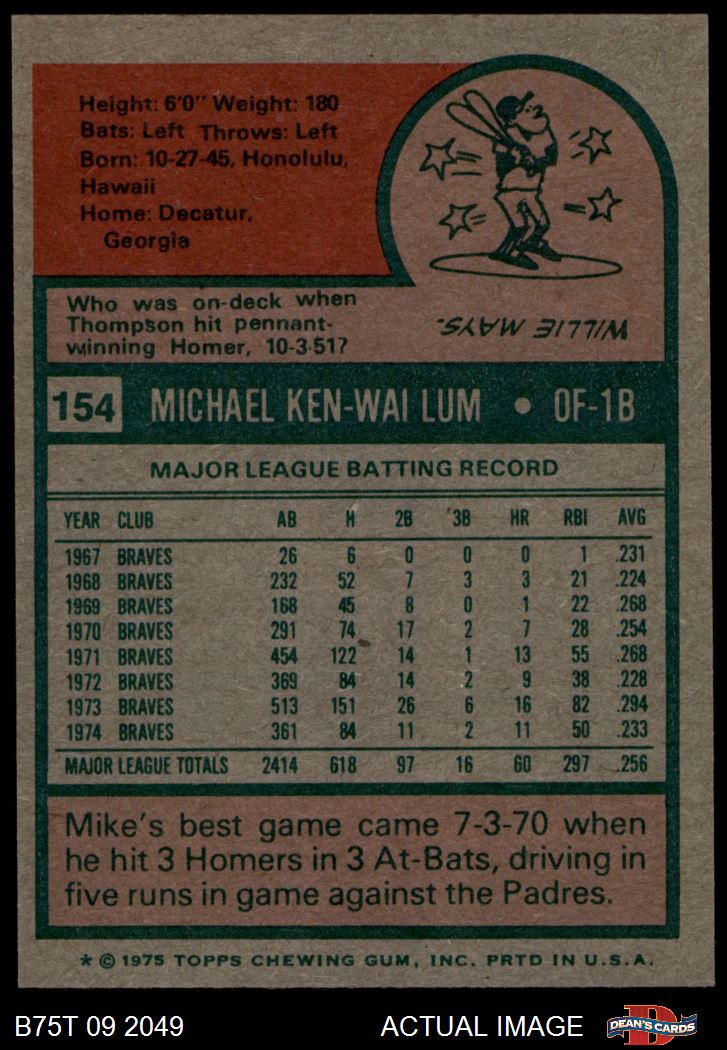 Height: 6'0" Weight: 180
Bats: Left Throws: Left
Born: 10-27-45, Honolulu,
Hawaii
Home: Decatur,
Georgia
Who was on-deck when
Thompson hit pennant-
winning Homer, 10-3-51?
WILLIE MAYS.
154 MICHAEL KEN-WAI LUM • OF-1B
MAJOR LEAGUE BATTING RECORD
YEAR CLUB AB H 2B 3B HR RBI AVG
1967 BRAVES 26 6 0 0 0 1 .231
1968 BRAVES 232 52 7 3 3 21 .224
1969 BRAVES 168 45 8 0 1 22 .268
1970 BRAVES 291 74 17 2 7 28 .254
1971 BRAVES 454 122 14 1 13 55 .268
1972 BRAVES 369 84 14 2 9 38 .228
1973 BRAVES 513 151 26 6 16 82 .294
1974 BRAVES 361 84 11 2 11 50 .233
MAJOR LEAGUE TOTALS 2414 618 97 16 60 297 .256
Mike's best game came 7-3-70 when
he hit 3 Homers in 3 At-Bats, driving in
five runs in game against the Padres.
* © 1975 TOPPS CHEWING GUM, INC. PRTD IN U.S.A.
B75T 09 2049 ACTUAL IMAGE D DEAN'S CARDS